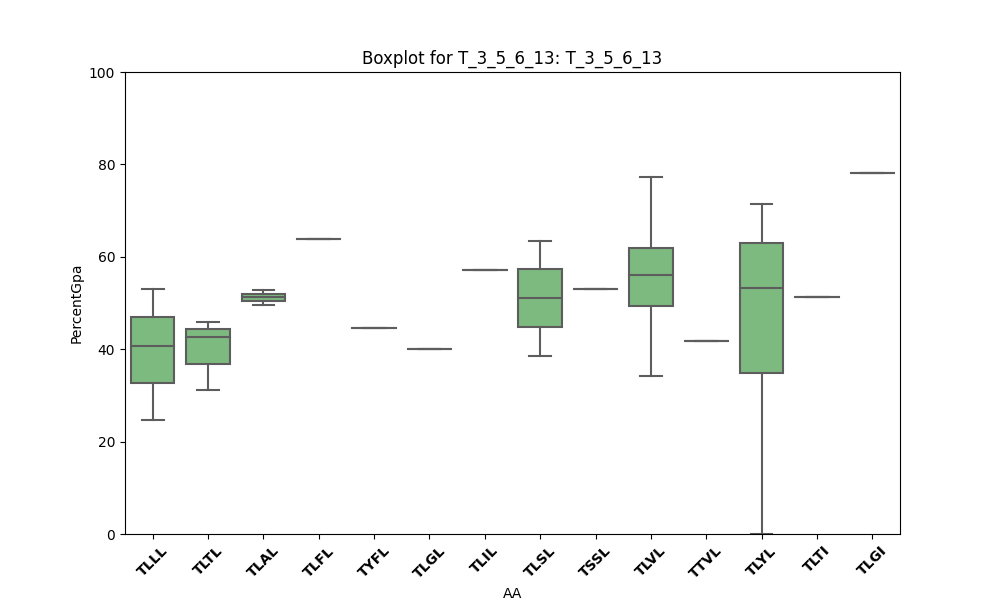 Boxplot for T_3_5_6_13: T_3_5_6_13
100
80
60
40
20
0
PercentGpa
TLLL
TLTL
TLAL
TLFL
TYFL
TLGL
TLIL
TLSL
TSSL
TLVL
TTVL
TLYL
TLTI
TLGI
AA